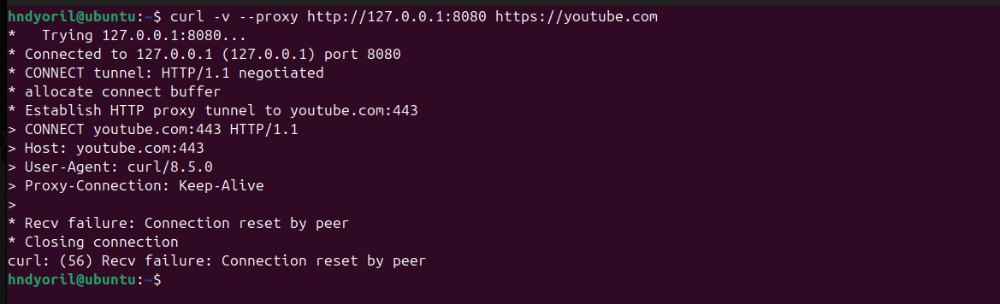 hndyoril@ubuntu:~$ curl -v --proxy http://127.0.0.1:8080 https://youtube.com
*   Trying 127.0.0.1:8080...
* Connected to 127.0.0.1 (127.0.0.1) port 8080
* CONNECT tunnel: HTTP/1.1 negotiated
* allocate connect buffer
* Establish HTTP proxy tunnel to youtube.com:443
> CONNECT youtube.com:443 HTTP/1.1
> Host: youtube.com:443
> User-Agent: curl/8.5.0
> Proxy-Connection: Keep-Alive
>
* Recv failure: Connection reset by peer
* Closing connection
curl: (56) Recv failure: Connection reset by peer
hndyoril@ubuntu:~$